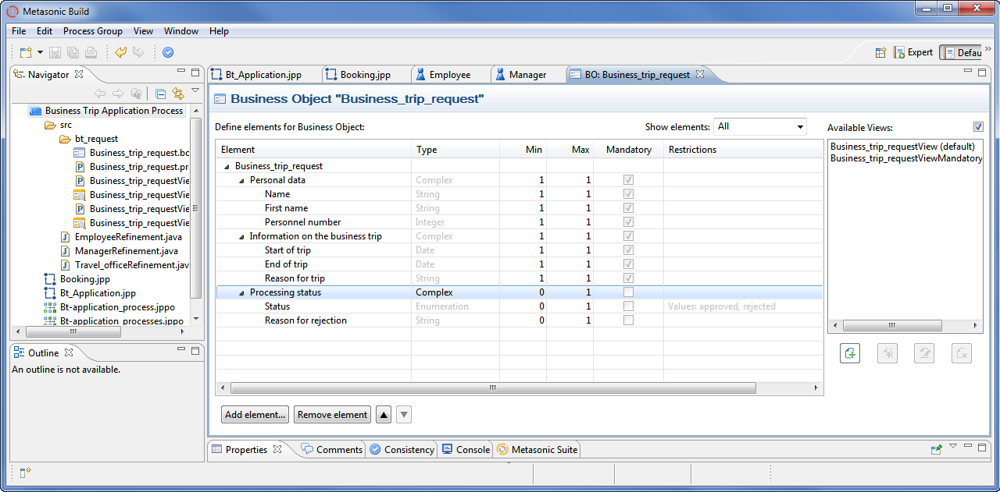 Metasonic Build
File Edit Process Group View Window Help
Expert Defau
Navigator
Bt_Application.jpp Booking.jpp Employee Manager BO: Business_trip_request
Business Trip Application Process
src
bt_request
Business_trip_request.bo
Business_trip_request.pr
Business_trip_requestVie
Business_trip_requestVie
Business_trip_requestVie
Business_trip_requestVie
EmployeeRefinement.java
ManagerRefinement.java
Travel_officeRefinement.jav
Booking.jpp
Bt_Application.jpp
Bt-application_process.jppo
Bt-application_processes.jppo
Outline
An outline is not available.
Business Object "Business_trip_request"
Define elements for Business Object:
Show elements: All
Element Type Min Max Mandatory Restrictions
Business_trip_request
Personal data Complex 1 1
Name String 1 1
First name String 1 1
Personnel number Integer 1 1
Information on the business trip Complex 1 1
Start of trip Date 1 1
End of trip Date 1 1
Reason for trip String 1 1
Processing status Complex 0 1
Status Enumeration 0 1 Values: approved, rejected
Reason for rejection String 0 1
Add element... Remove element
Available Views:
Business_trip_requestView (default)
Business_trip_requestViewMandatory
Properties Comments Consistency Console Metasonic Suite